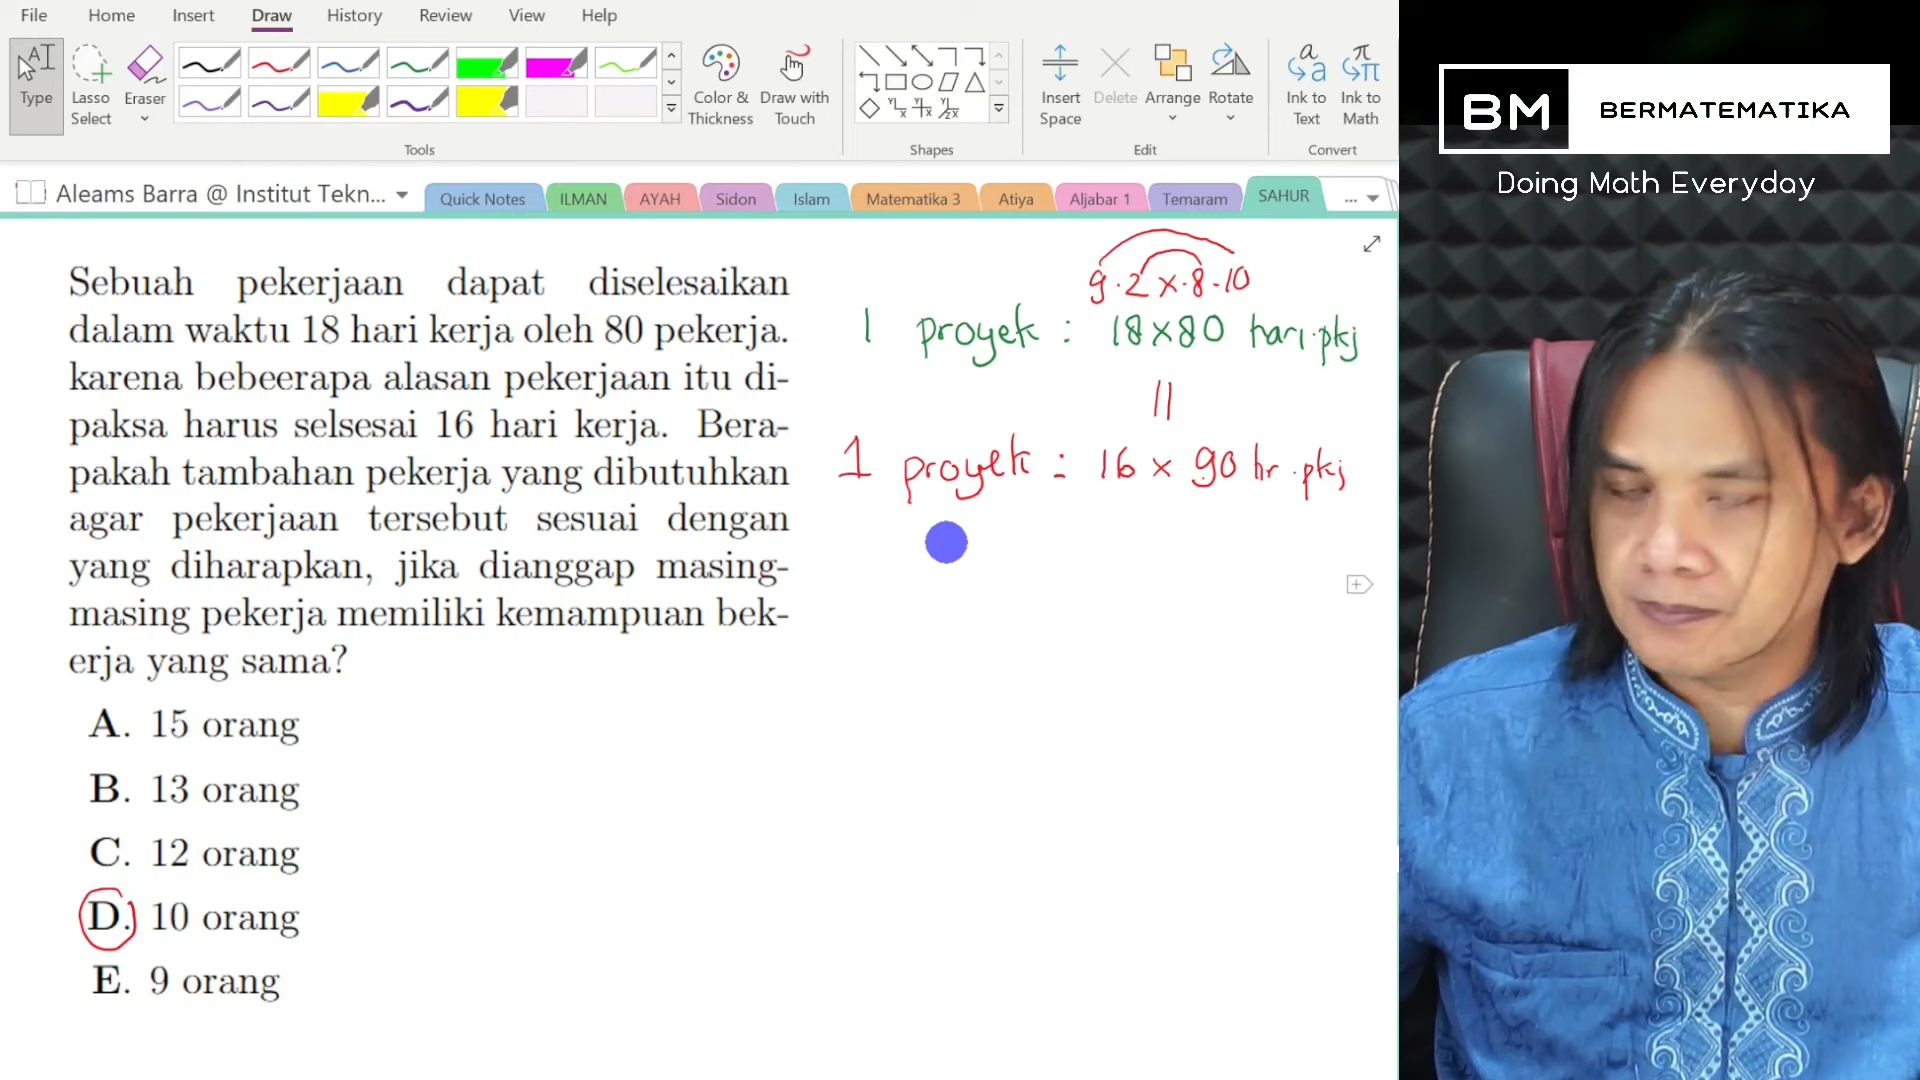 File Home Insert Draw History Review View Help
Type
Lasso Select
Eraser
Color & Thickness
Draw with Touch
Insert Space
Delete
Arrange
Rotate
Ink to Text
Ink to Math
Tools
Shapes
Edit
Convert
Aleams Barra @ Institut Tekn...
Quick Notes ILMAN AYAH Sidon Islam Matematika 3 Atiya Aljabar 1 Temaram SAHUR ...
Sebuah pekerjaan dapat diselesaikan
dalam waktu 18 hari kerja oleh 80 pekerja.
karena bebeerapa alasan pekerjaan itu di-
paksa harus selsesai 16 hari kerja. Bera-
pakah tambahan pekerja yang dibutuhkan
agar pekerjaan tersebut sesuai dengan
yang diharapkan, jika dianggap masing-
masing pekerja memiliki kemampuan bek-
erja yang sama?
A. 15 orang
B. 13 orang
C. 12 orang
D. 10 orang
E. 9 orang
9·2 × 8·10
1 proyek : 18×80 hari·pkj
||
1 proyek : 16 × 90 hr·pkj
BM BERMATEMATIKA
Doing Math Everyday